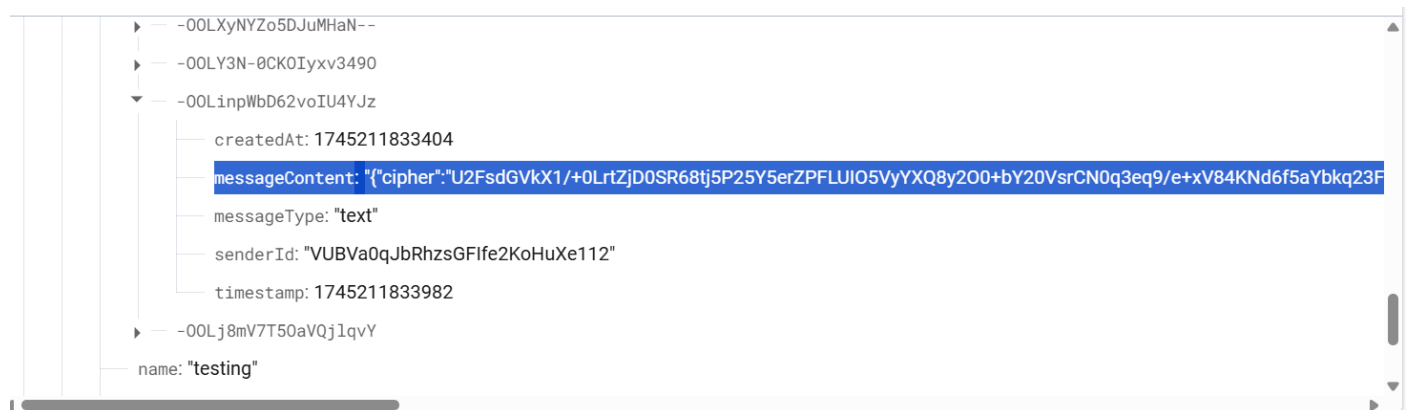 -OOLXyNYZo5DJuMHaN--
-OOLY3N-0CKOIyxv349O
-OOLinpWbD62voIU4YJz
createdAt: 1745211833404
messageContent: "{"cipher":"U2FsdGVkX1/+0LrtZjD0SR68tj5P25Y5erZPFLUIO5VyYXQ8y2O0+bY20VsrCN0q3eq9/e+xV84KNd6f5aYbkq23F
messageType: "text"
senderId: "VUBVa0qJbRhzsGFIfe2KoHuXe112"
timestamp: 1745211833982
-OOLj8mV7T5OaVQjlqvY
name: "testing"